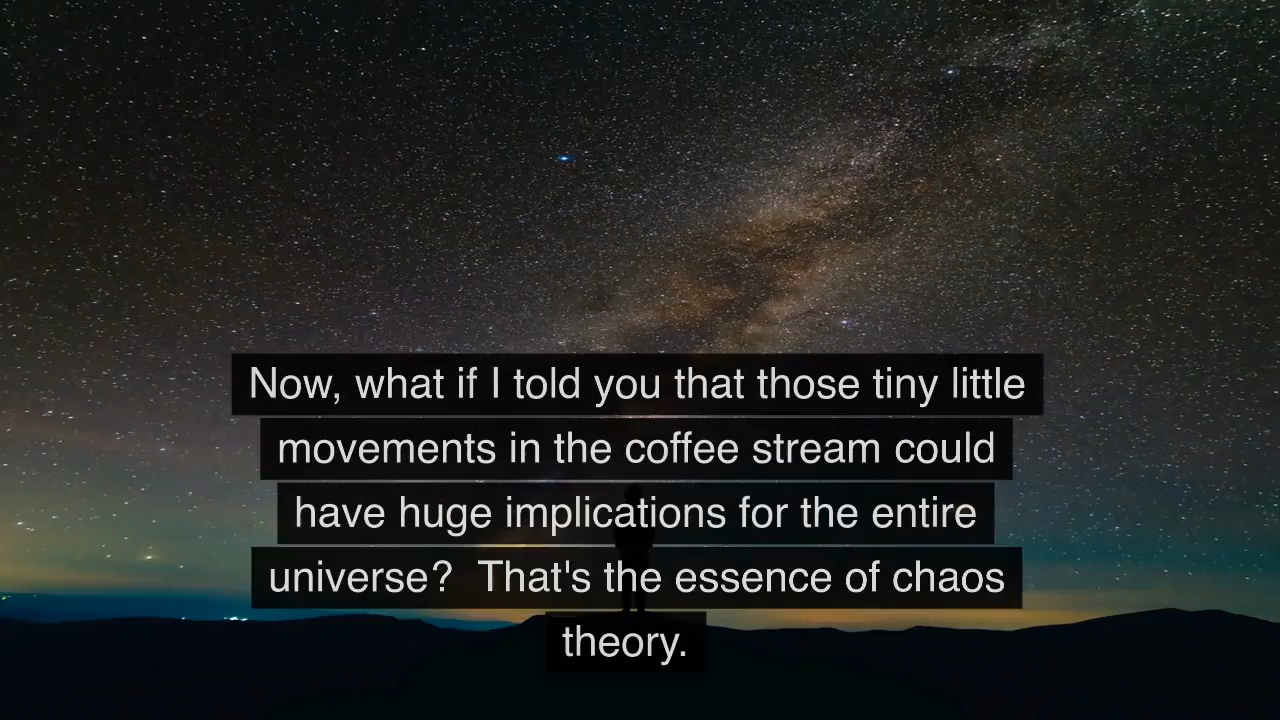 Now, what if I told you that those tiny little
movements in the coffee stream could
have huge implications for the entire
universe?  That's the essence of chaos
theory.